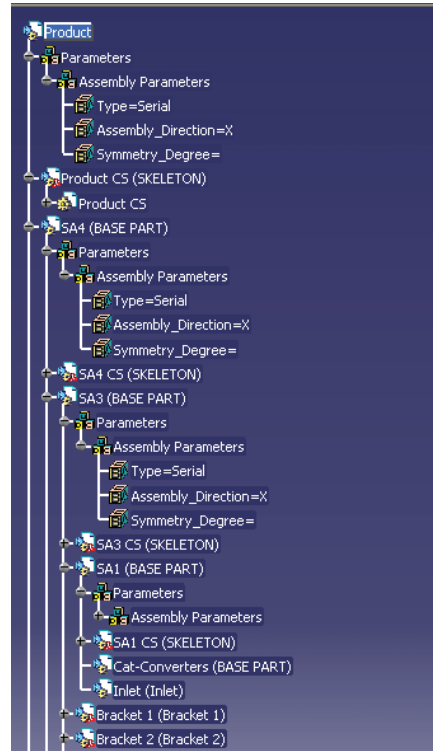 Product
Parameters
Assembly Parameters
Type=Serial
Assembly_Direction=X
Symmetry_Degree=
Product CS (SKELETON)
Product CS
SA4 (BASE PART)
Parameters
Assembly Parameters
Type=Serial
Assembly_Direction=X
Symmetry_Degree=
SA4 CS (SKELETON)
SA3 (BASE PART)
Parameters
Assembly Parameters
Type=Serial
Assembly_Direction=X
Symmetry_Degree=
SA3 CS (SKELETON)
SA1 (BASE PART)
Parameters
Assembly Parameters
SA1 CS (SKELETON)
Cat-Converters (BASE PART)
Inlet (Inlet)
Bracket 1 (Bracket 1)
Bracket 2 (Bracket 2)